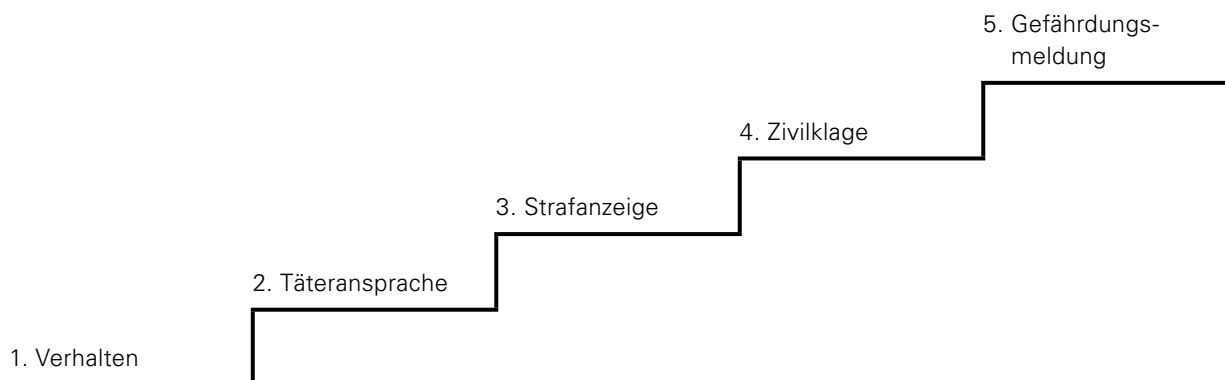 5. Gefährdungs-
meldung
4. Zivilklage
3. Strafanzeige
2. Täteransprache
1. Verhalten